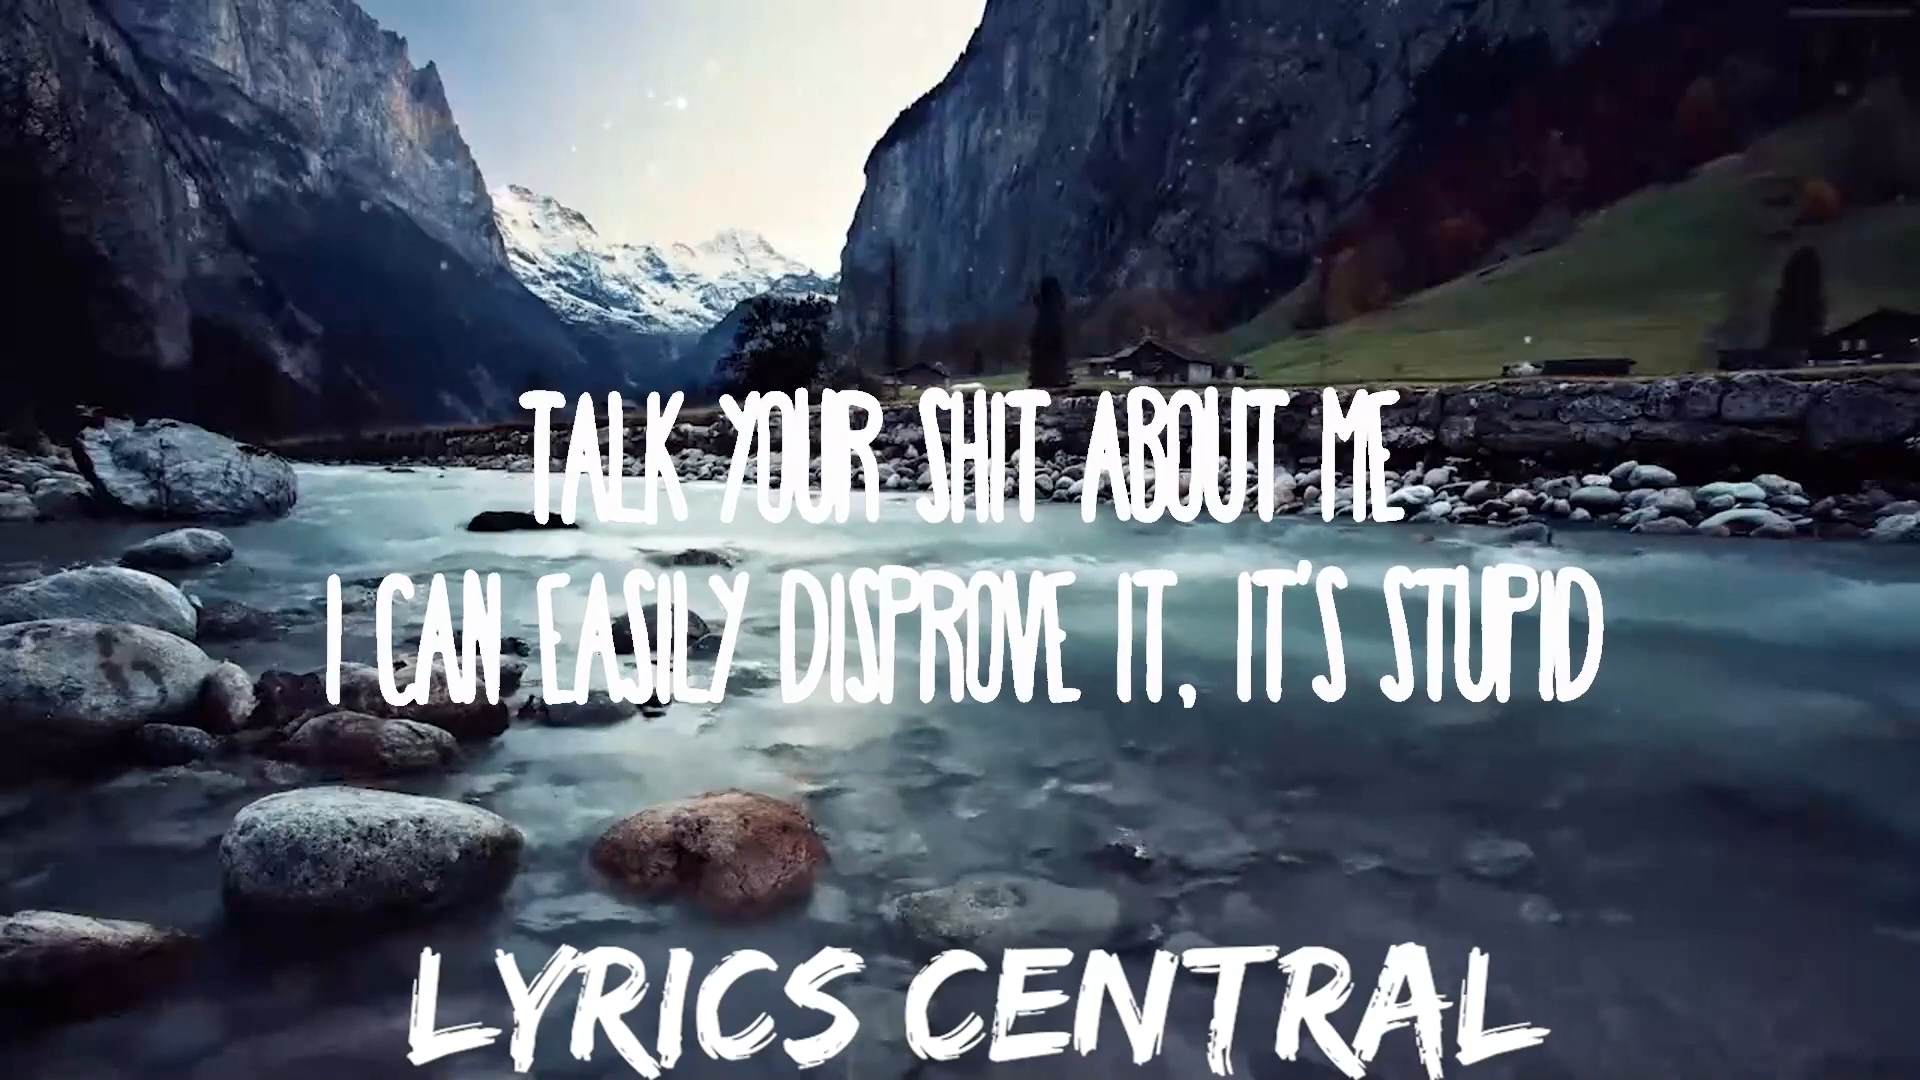 TALK YOUR SHIT ABOUT ME
I CAN EASILY DISPROVE IT, IT'S STUPID
LYRICS CENTRAL